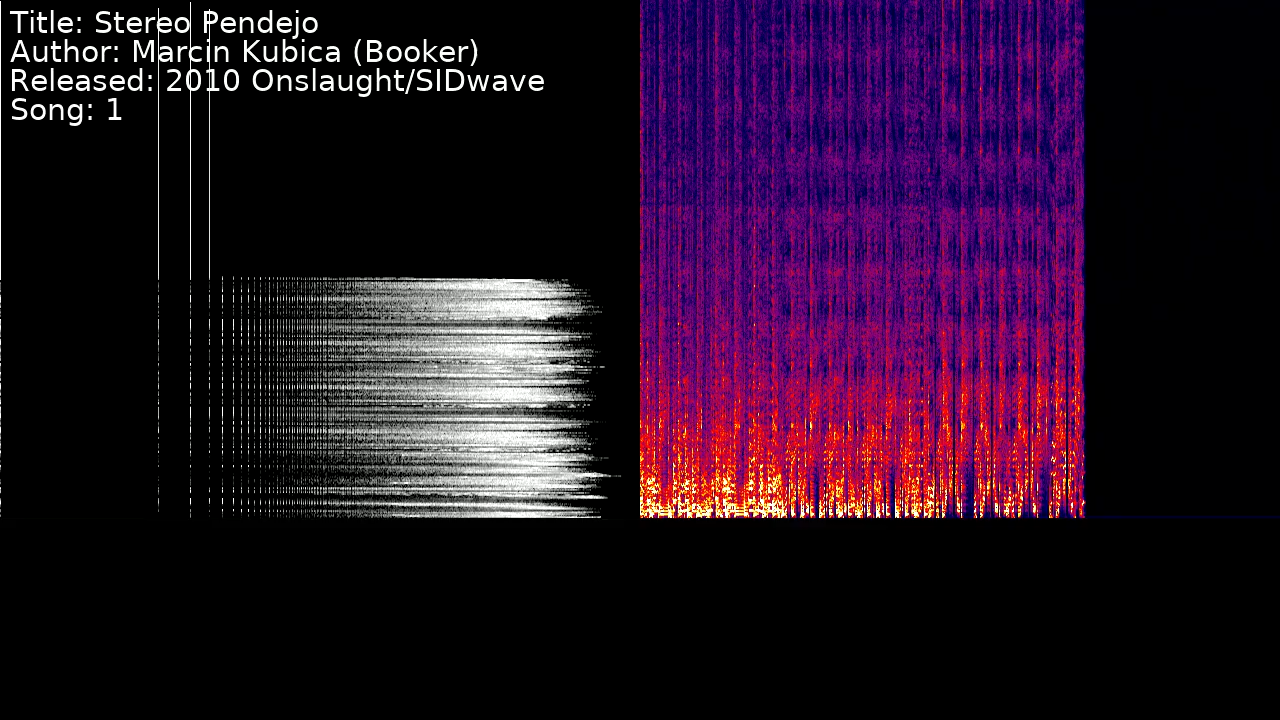 Title: Stereo Pendejo
Author: Marcin Kubica (Booker)
Released: 2010 Onslaught/SIDwave
Song: 1